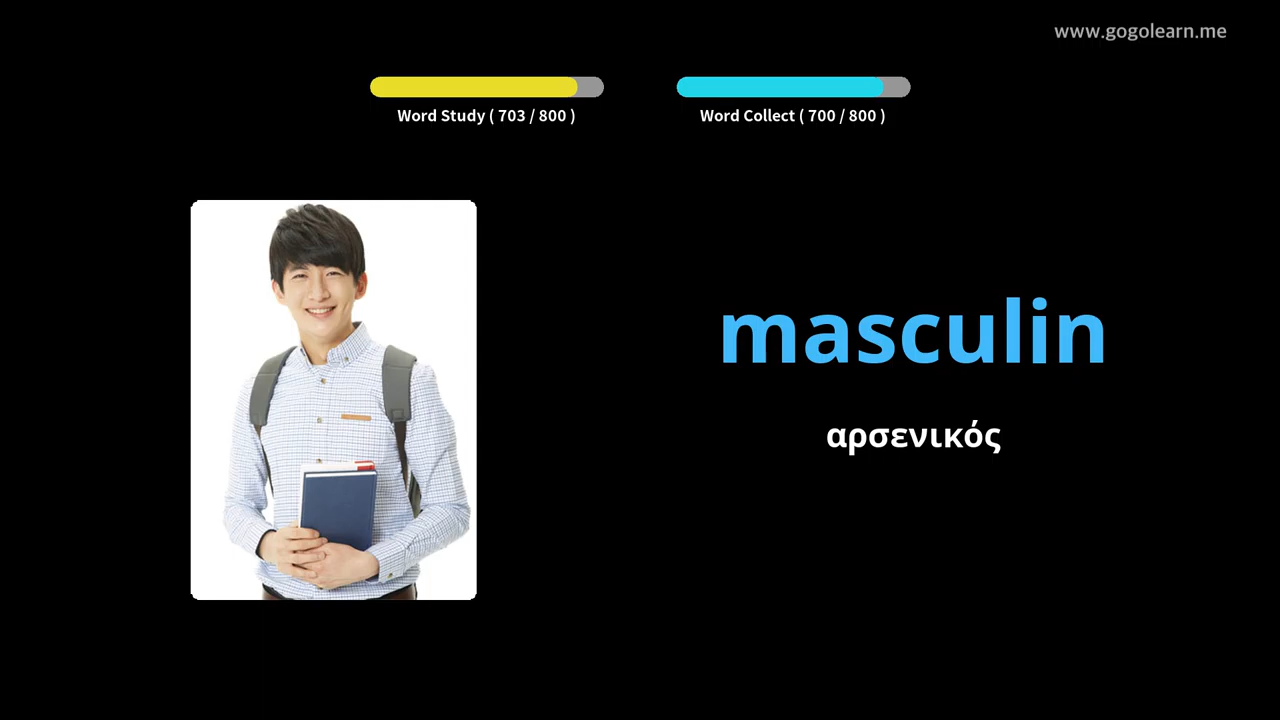 www.gogolearn.me
Word Study ( 703 / 800 )
Word Collect ( 700 / 800 )
masculin
αρσενικός